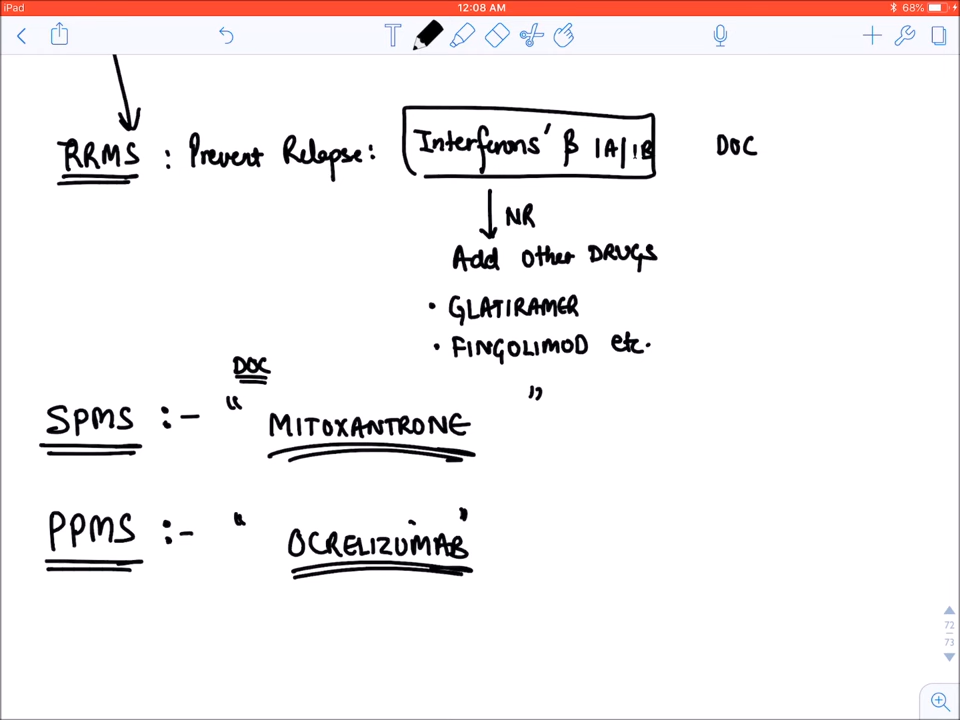 iPad 12:08 AM 68%
T
RRMS : Prevent Relapse: Interferons' β 1A/1B DOC
NR
Add Other DRUGS
• GLATIRAMER
• FINGOLIMOD etc.
DOC
SPMS :- " MITOXANTRONE "
PPMS :- " OCRELIZUMAB "
72
73